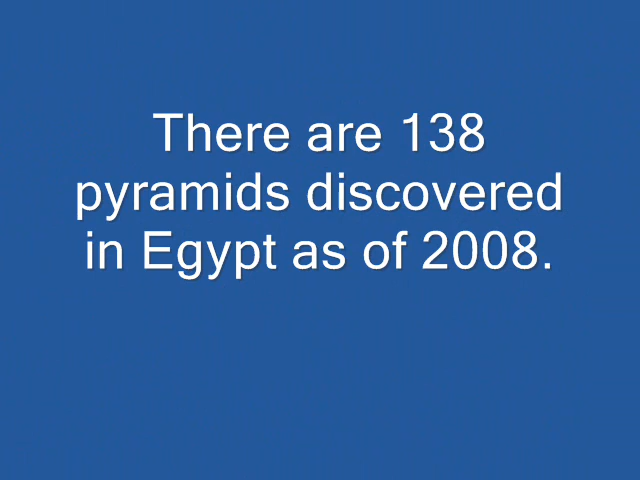 There are 138
pyramids discovered
in Egypt as of 2008.